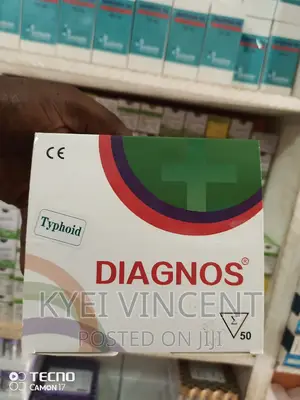 CE
Typhoid
DIAGNOS®
KYEI VINCENT
POSTED ON JIJI
Σ
50
TECNO
CAMON 17